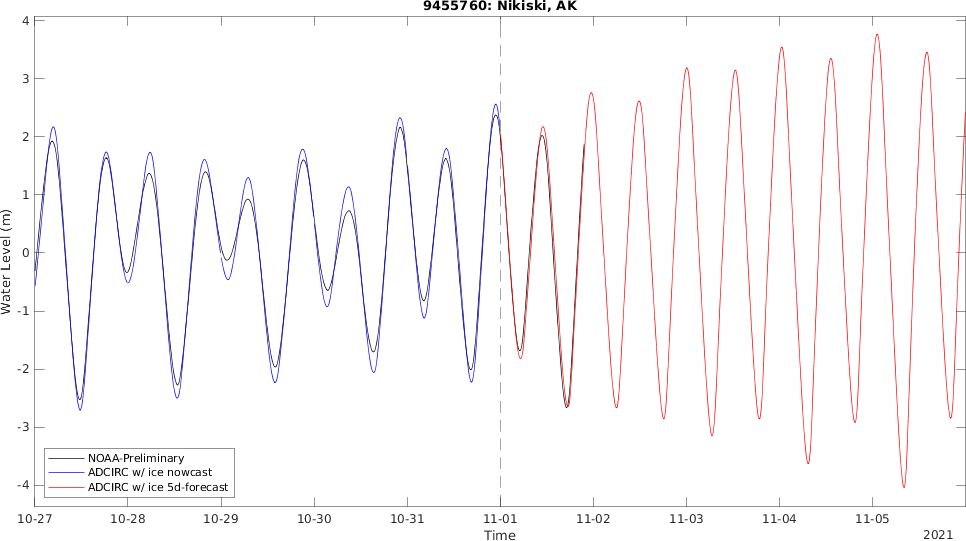 9455760: Nikiski, AK
4
3
2
1
0
-1
-2
-3
-4
Water Level (m)
NOAA-Preliminary
ADCIRC w/ ice nowcast
ADCIRC w/ ice 5d-forecast
10-27 10-28 10-29 10-30 10-31 11-01 11-02 11-03 11-04 11-05
Time
2021